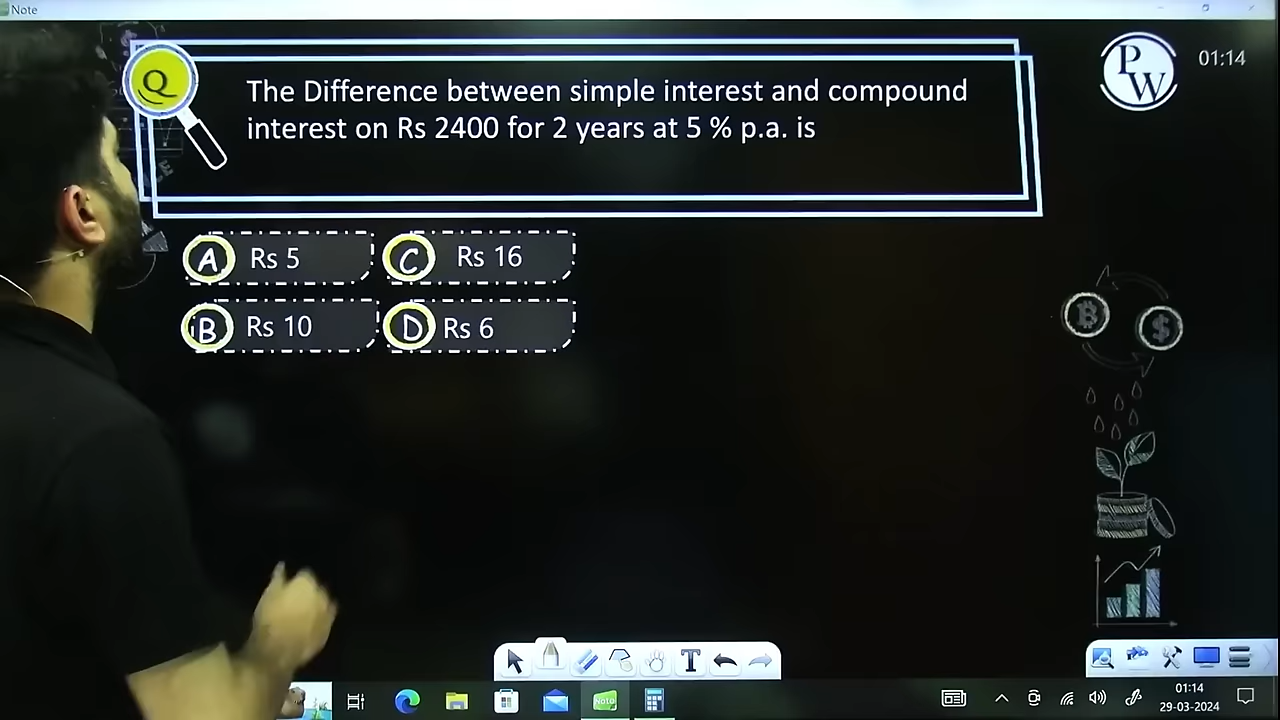 Note
Q
The Difference between simple interest and compound
interest on Rs 2400 for 2 years at 5 % p.a. is
PW
01:14
A Rs 5
C Rs 16
B Rs 10
D Rs 6
B
$
T
Note
01:14
29-03-2024